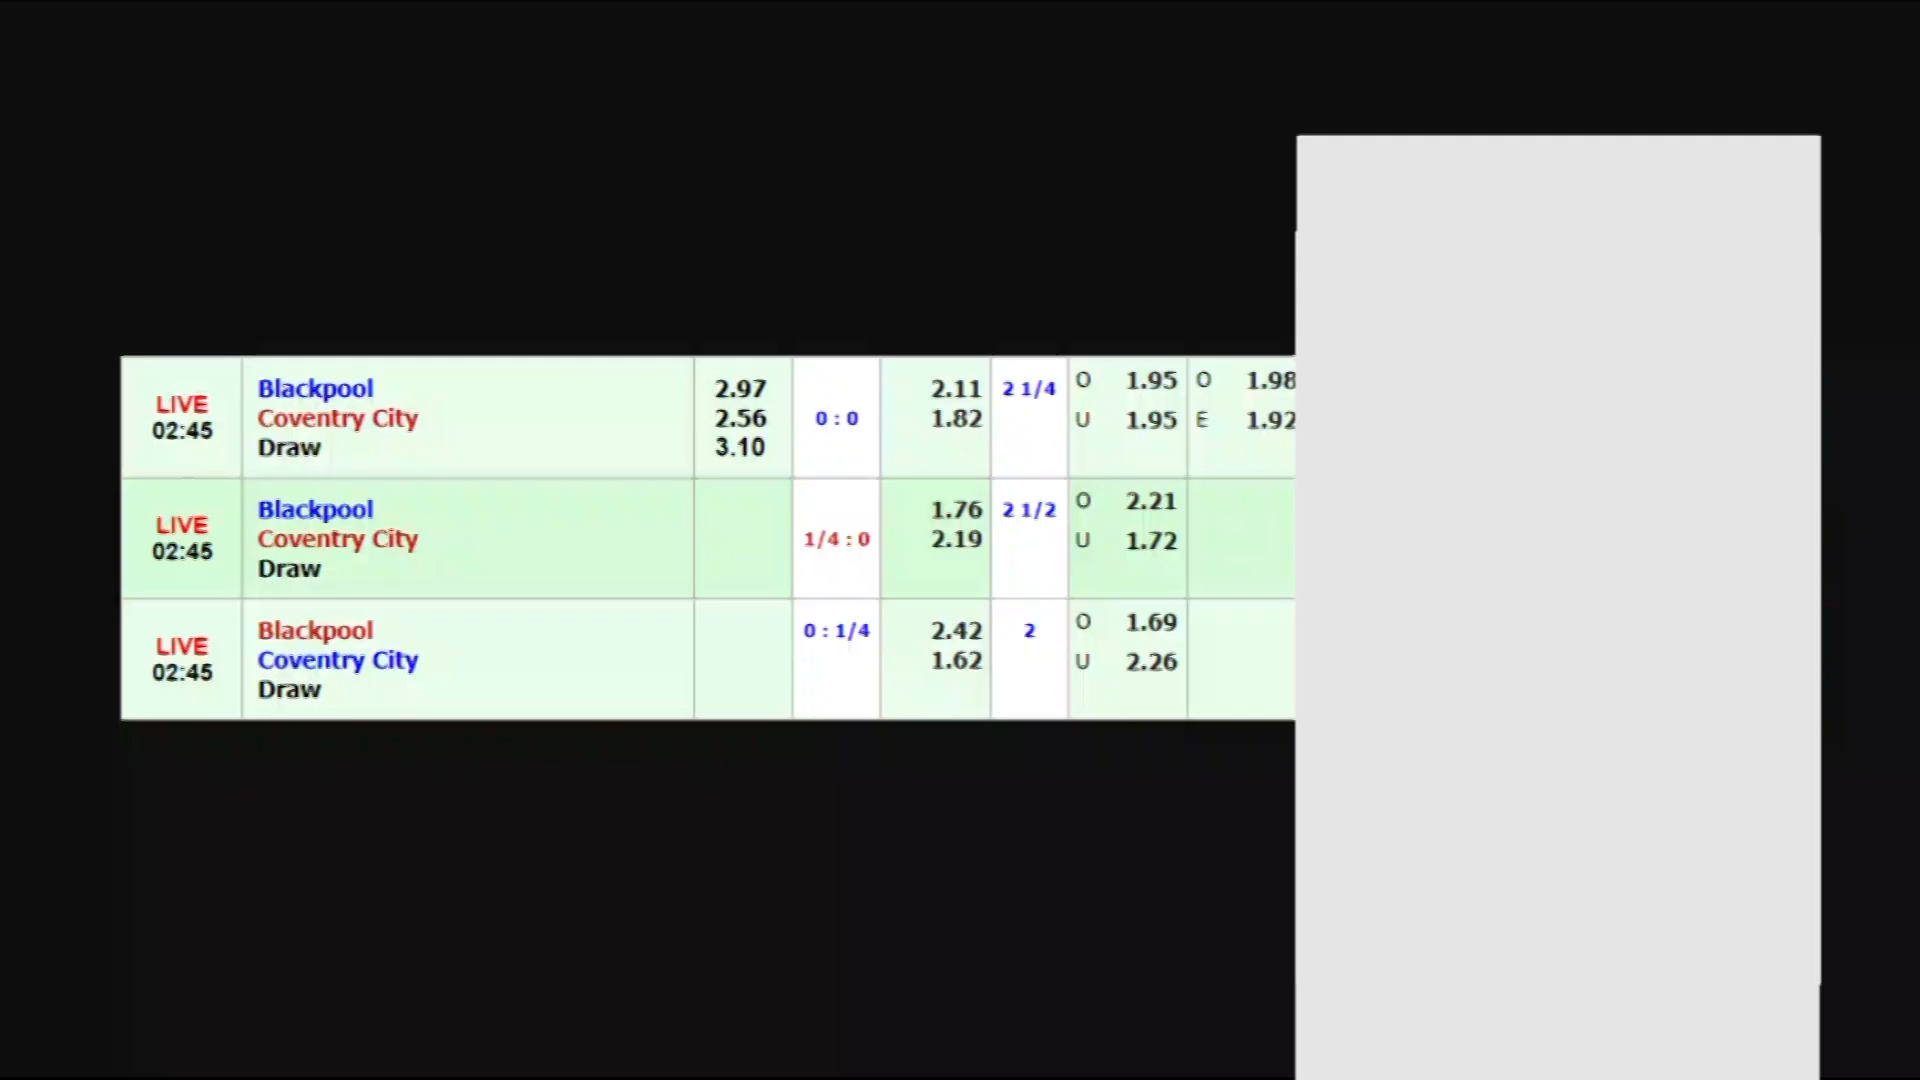 LIVE 02:45 Blackpool 2.97 2.11 2 1/4 O 1.95 O 1.98
Coventry City 2.56 0 : 0 1.82 U 1.95 E 1.92
Draw 3.10
LIVE 02:45 Blackpool 1.76 2 1/2 O 2.21
Coventry City 1/4 : 0 2.19 U 1.72
Draw
LIVE 02:45 Blackpool 0 : 1/4 2.42 2 O 1.69
Coventry City 1.62 U 2.26
Draw